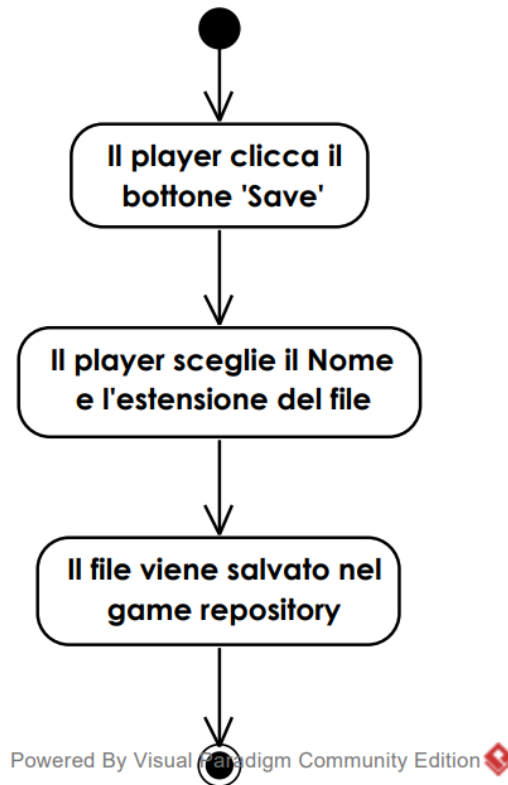 Il player clicca il
bottone 'Save'
Il player sceglie il Nome
e l'estensione del file
Il file viene salvato nel
game repository
Powered By Visual Paradigm Community Edition